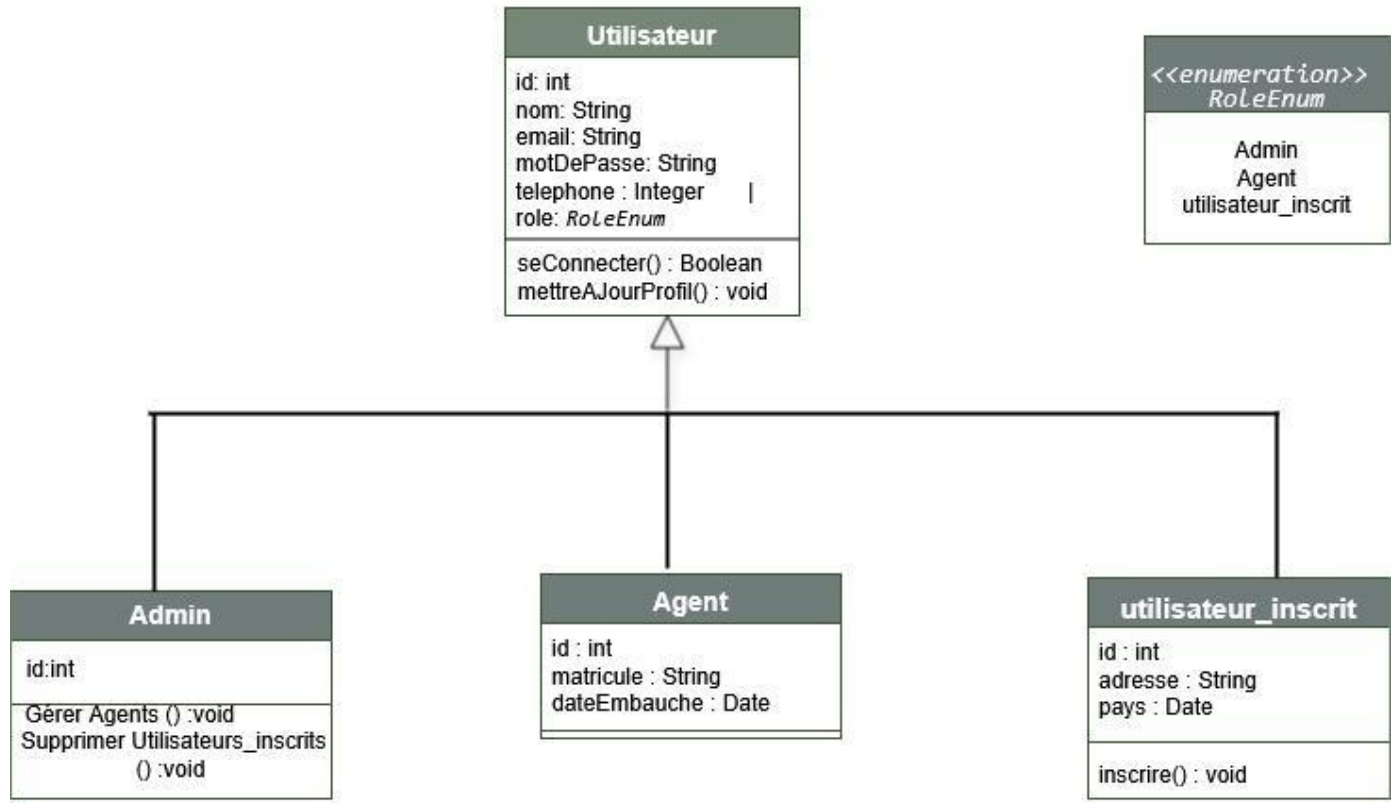 Utilisateur
id: int
nom: String
email: String
motDePasse: String
telephone : Integer |
role: RoleEnum
seConnecter() : Boolean
mettreAJourProfil() : void
<<enumeration>>
RoleEnum
Admin
Agent
utilisateur_inscrit
Admin
id:int
Gérer Agents () :void
Supprimer Utilisateurs_inscrits
() :void
Agent
id : int
matricule : String
dateEmbauche : Date
utilisateur_inscrit
id : int
adresse : String
pays : Date
inscrire() : void